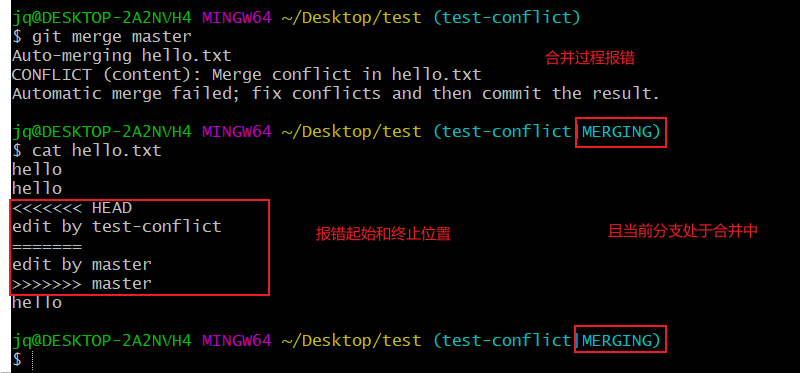 jq@DESKTOP-2A2NVH4 MINGW64 ~/Desktop/test (test-conflict)
$ git merge master
Auto-merging hello.txt
合并过程报错
CONFLICT (content): Merge conflict in hello.txt
Automatic merge failed; fix conflicts and then commit the result.
jq@DESKTOP-2A2NVH4 MINGW64 ~/Desktop/test (test-conflict|MERGING)
$ cat hello.txt
hello
hello
<<<<<<< HEAD
edit by test-conflict
报错起始和终止位置
且当前分支处于合并中
=======
edit by master
>>>>>>> master
hello
jq@DESKTOP-2A2NVH4 MINGW64 ~/Desktop/test (test-conflict|MERGING)
$